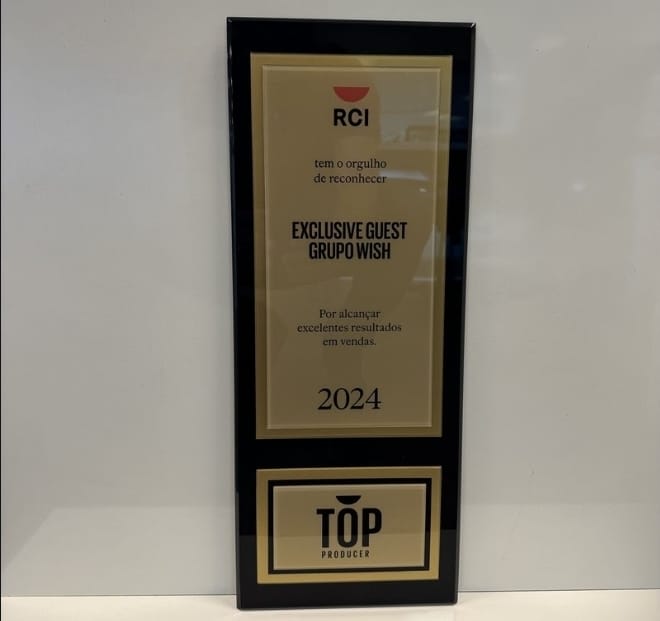 RCI
tem o orgulho
de reconhecer
EXCLUSIVE GUEST
GRUPO WISH
Por alcançar
excelentes resultados
em vendas.
2024
TOP
PRODUCER